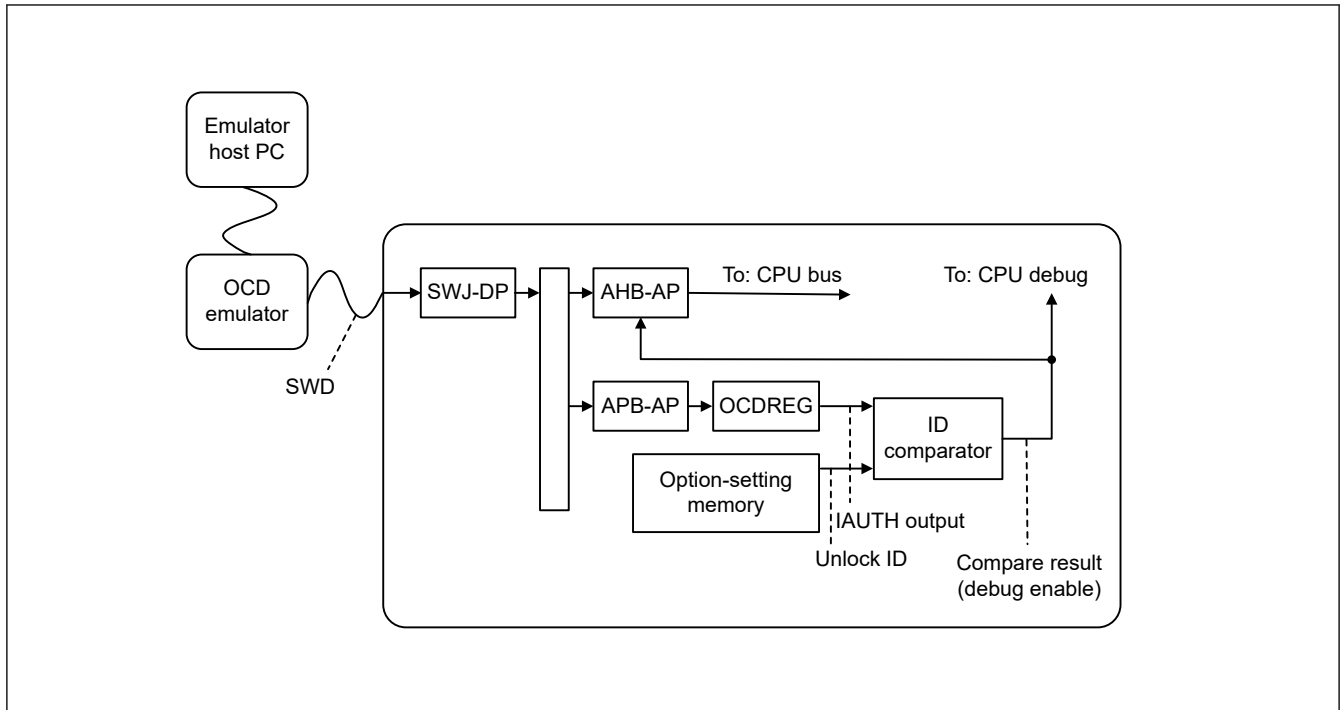 Emulator
host PC
OCD
emulator
SWD
SWJ-DP
AHB-AP
To: CPU bus
To: CPU debug
APB-AP
OCDREG
ID
comparator
Option-setting
memory
IAUTH output
Unlock ID
Compare result
(debug enable)